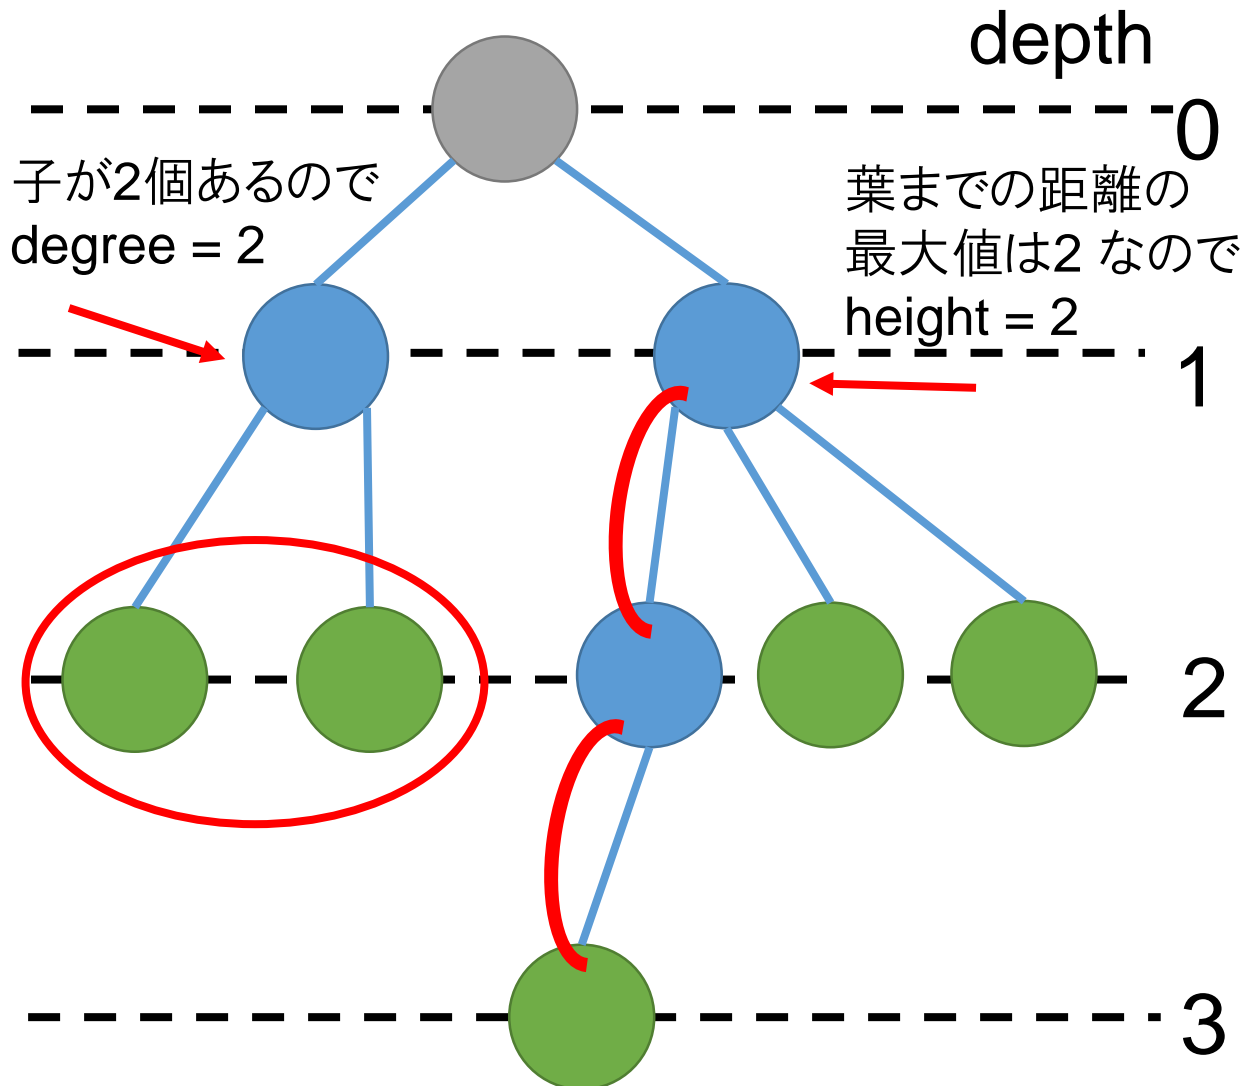 depth
0
子が2個あるので
degree = 2
葉までの距離の
最大値は2 なので
height = 2
1
2
3